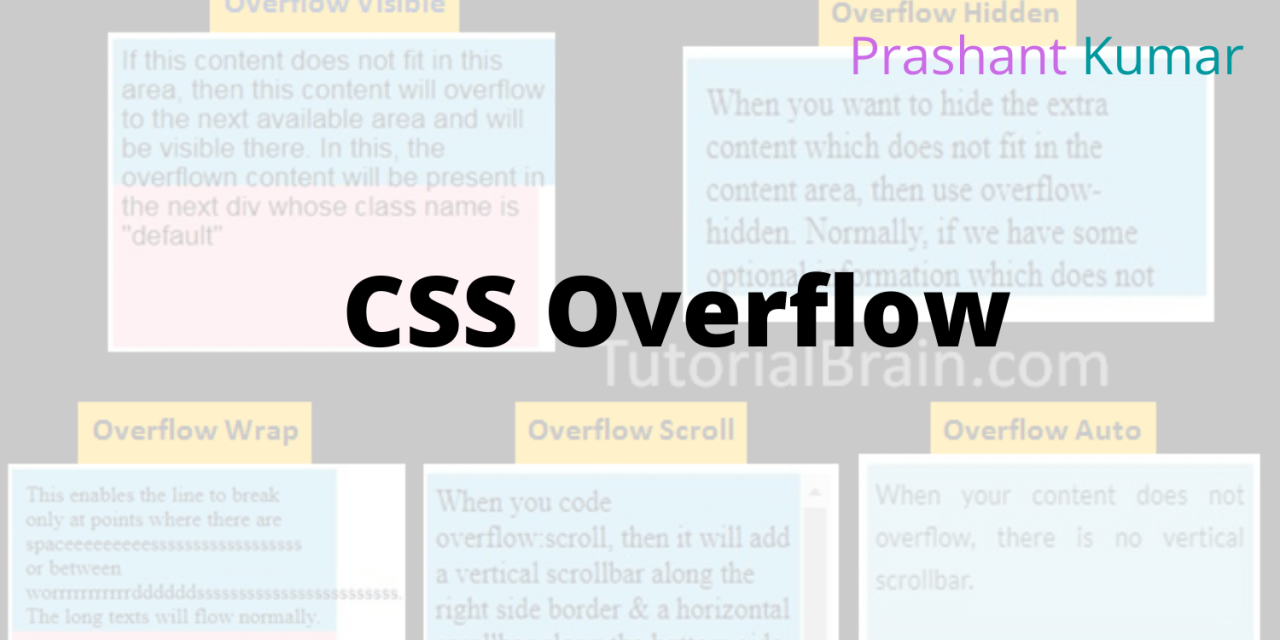 Overflow Visible
If this content does not fit in this
area, then this content will overflow
to the next available area and will
be visible there. In this, the
overflown content will be present in
the next div whose class name is
"default"
Overflow Hidden
Prashant Kumar
When you want to hide the extra
content which does not fit in the
content area, then use overflow-
hidden. Normally, if we have some
optional information which does not
CSS Overflow
TutorialBrain.com
Overflow Wrap
This enables the line to break
only at points where there are
or between
The long texts will flow normally.
Overflow Scroll
When you code
overflow:scroll, then it will add
a vertical scrollbar along the
right side border & a horizontal
Overflow Auto
When your content does not
overflow, there is no vertical
scrollbar.